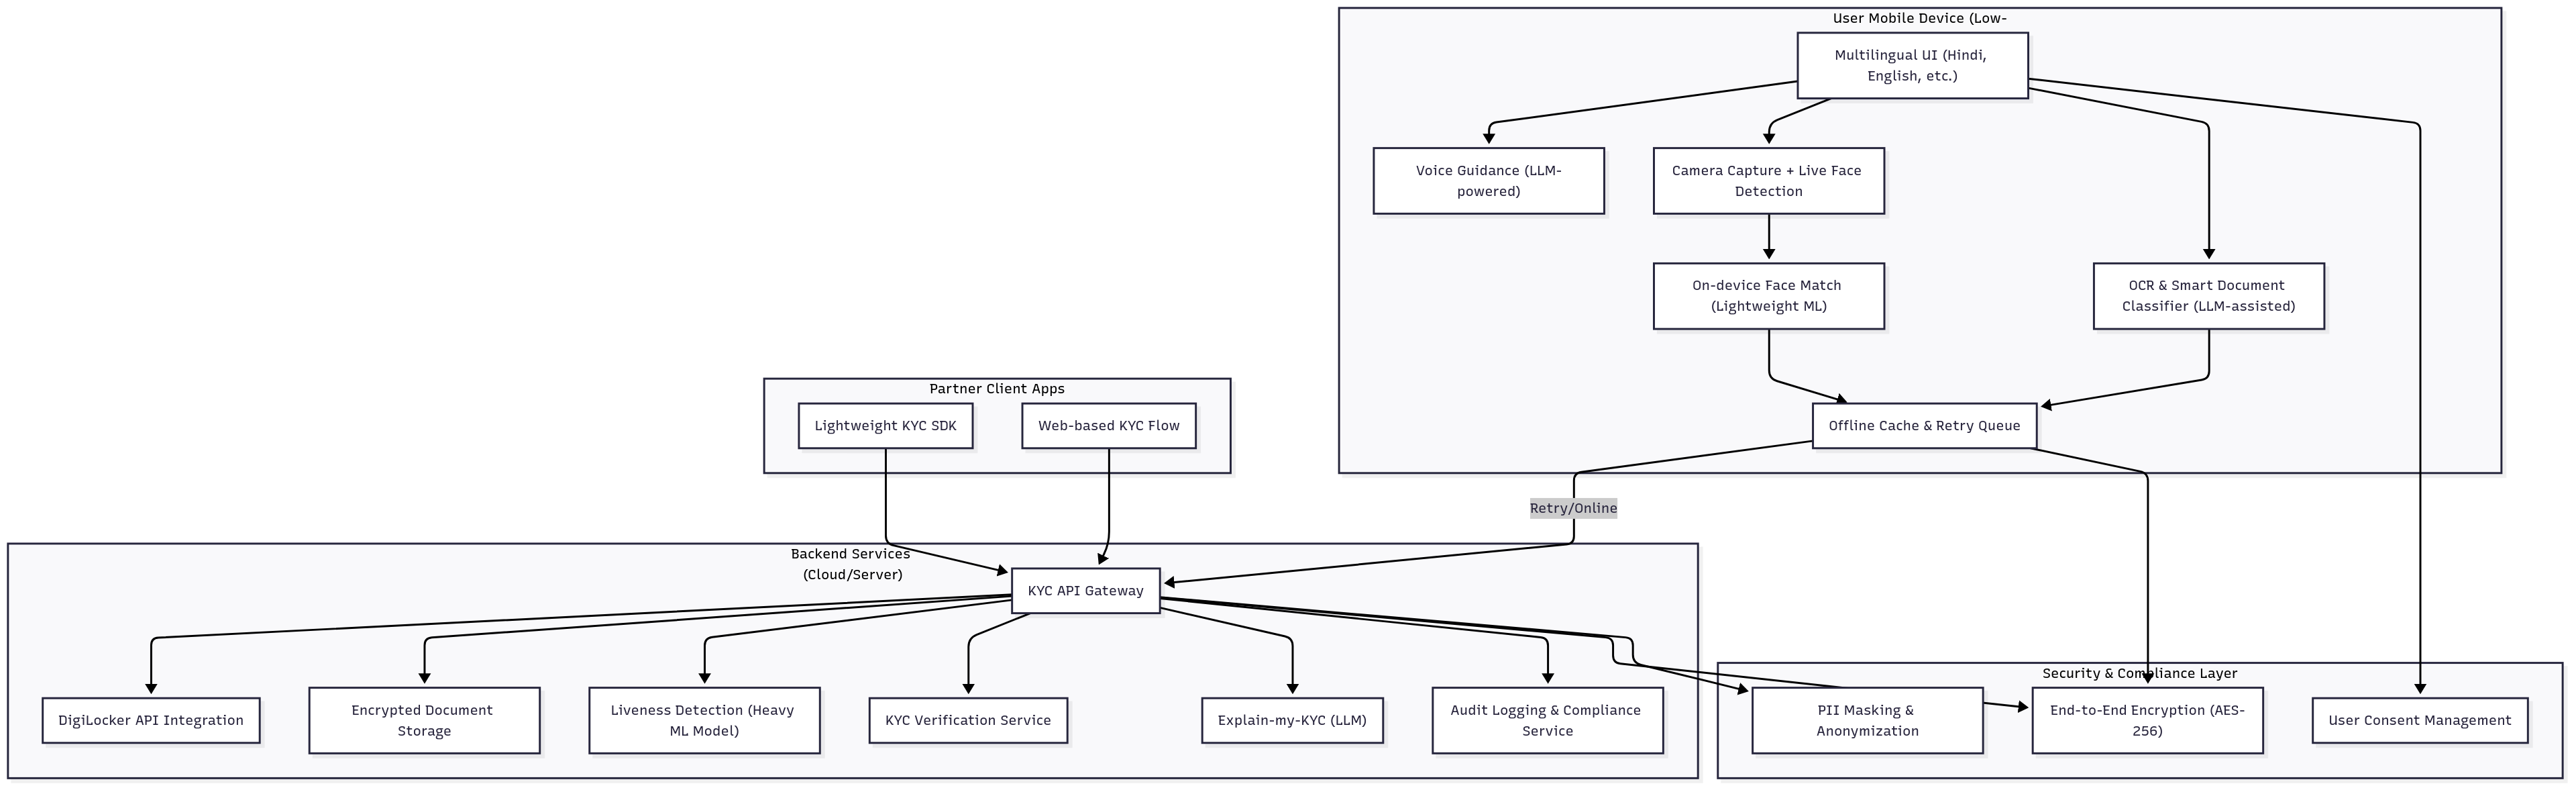 User Mobile Device (Low-
Multilingual UI (Hindi,
English, etc.)
Voice Guidance (LLM-
powered)
Camera Capture + Live Face
Detection
On-device Face Match
(Lightweight ML)
OCR & Smart Document
Classifier (LLM-assisted)
Partner Client Apps
Lightweight KYC SDK
Web-based KYC Flow
Offline Cache & Retry Queue
Retry/Online
Backend Services
(Cloud/Server)
KYC API Gateway
DigiLocker API Integration
Encrypted Document
Storage
Liveness Detection (Heavy
ML Model)
KYC Verification Service
Explain-my-KYC (LLM)
Audit Logging & Compliance
Service
Security & Compliance Layer
PII Masking &
Anonymization
End-to-End Encryption (AES-
256)
User Consent Management